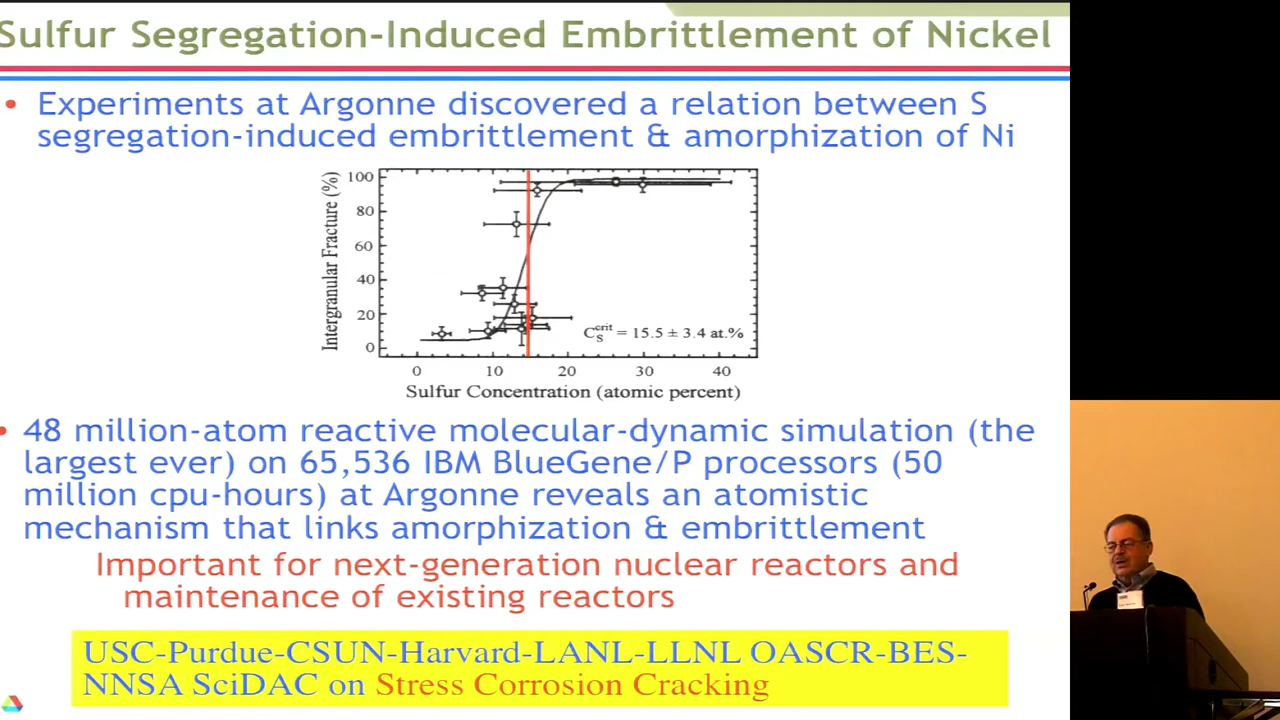 Sulfur Segregation-Induced Embrittlement of Nickel
• Experiments at Argonne discovered a relation between S
segregation-induced embrittlement & amorphization of Ni
Intergranular Fracture (%)
100
80
60
40
20
0
C_S^crit = 15.5 ± 3.4 at.%
0 10 20 30 40
Sulfur Concentration (atomic percent)
• 48 million-atom reactive molecular-dynamic simulation (the
largest ever) on 65,536 IBM BlueGene/P processors (50
million cpu-hours) at Argonne reveals an atomistic
mechanism that links amorphization & embrittlement
Important for next-generation nuclear reactors and
maintenance of existing reactors
USC-Purdue-CSUN-Harvard-LANL-LLNL OASCR-BES-
NNSA SciDAC on Stress Corrosion Cracking